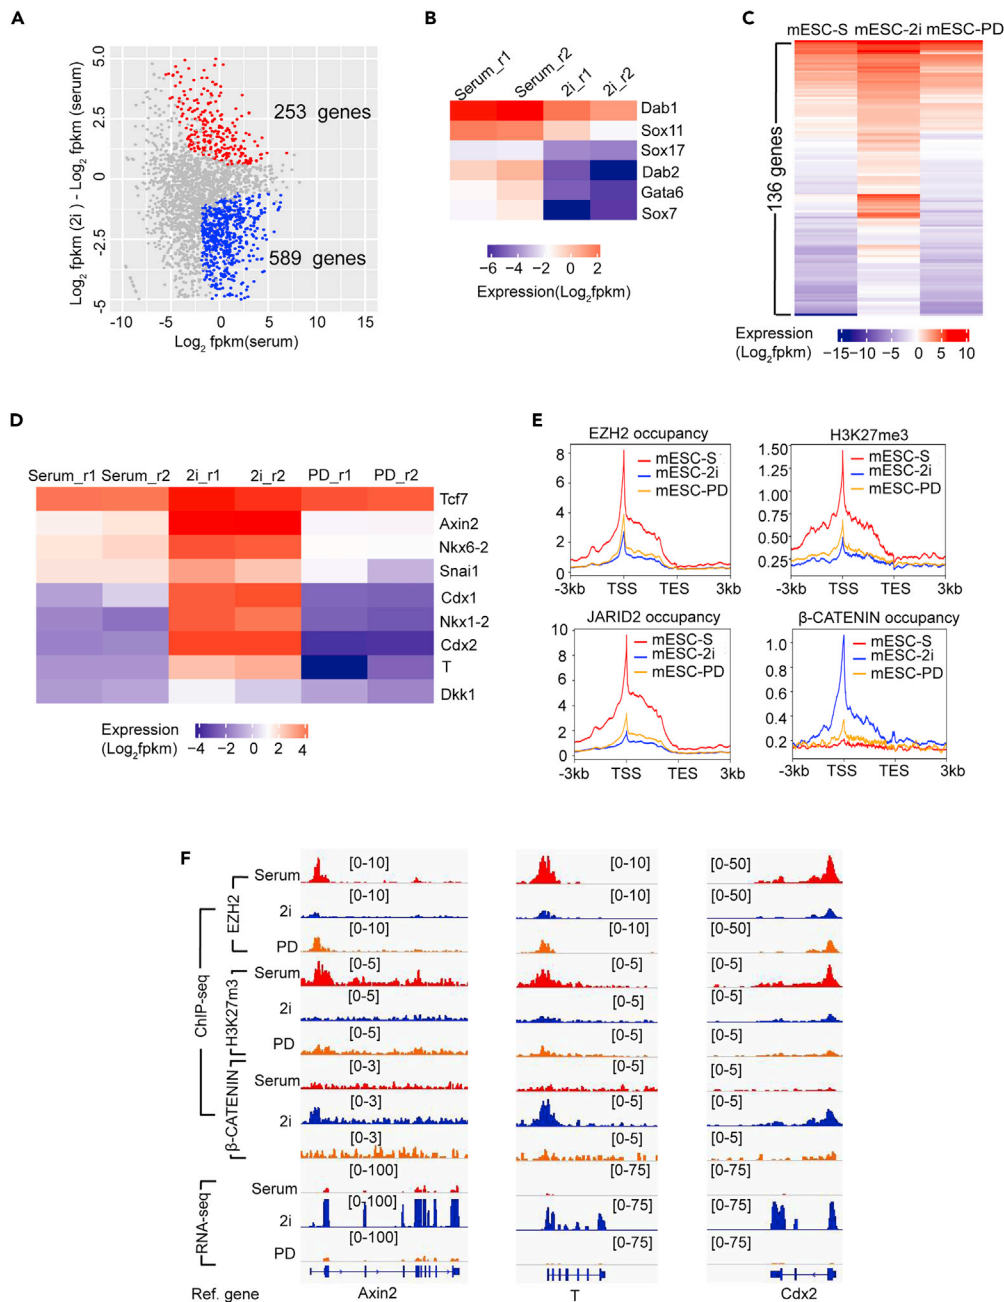 A
Log2 fpkm (2i) - Log2 fpkm (serum)
5.0
2.5
0
-2.5
-5
253 genes
589 genes
-10 -5 0 5 10 15
Log2 fpkm(serum)
B
Serum_r1 Serum_r2 2i_r1 2i_r2
Dab1
Sox11
Sox17
Dab2
Gata6
Sox7
−6 −4 −2 0 2
Expression(Log2fpkm)
C
mESC-S mESC-2i mESC-PD
136 genes
Expression
(Log2fpkm)
−15 −10 −5 0 5 10
D
Serum_r1 Serum_r2 2i_r1 2i_r2 PD_r1 PD_r2
Tcf7
Axin2
Nkx6-2
Snai1
Cdx1
Nkx1-2
Cdx2
T
Dkk1
Expression
(Log2fpkm)
−4 −2 0 2 4
E
EZH2 occupancy
8
6
4
2
0
mESC-S
mESC-2i
mESC-PD
-3kb TSS TES 3kb
H3K27me3
1.50
1.25
1.00
0.75
0.50
0.25
mESC-S
mESC-2i
mESC-PD
-3kb TSS TES 3kb
JARID2 occupancy
10
8
6
4
2
0
mESC-S
mESC-2i
mESC-PD
-3kb TSS TES 3kb
β-CATENIN occupancy
1.0
0.8
0.6
0.4
0.2
mESC-S
mESC-2i
mESC-PD
-3kb TSS TES 3kb
F
ChIP-seq
EZH2
Serum [0-10] [0-10] [0-50]
2i [0-10] [0-10] [0-50]
PD [0-10] [0-10] [0-50]
H3K27m3
Serum [0-5] [0-5] [0-5]
2i [0-5] [0-5] [0-5]
PD [0-5] [0-5] [0-5]
β-CATENIN
Serum [0-3] [0-5] [0-5]
2i [0-3] [0-5] [0-5]
[0-3] [0-5] [0-5]
RNA-seq
Serum [0-100] [0-75] [0-75]
2i [0-100] [0-75] [0-75]
PD [0-100] [0-75] [0-75]
Ref. gene Axin2 T Cdx2